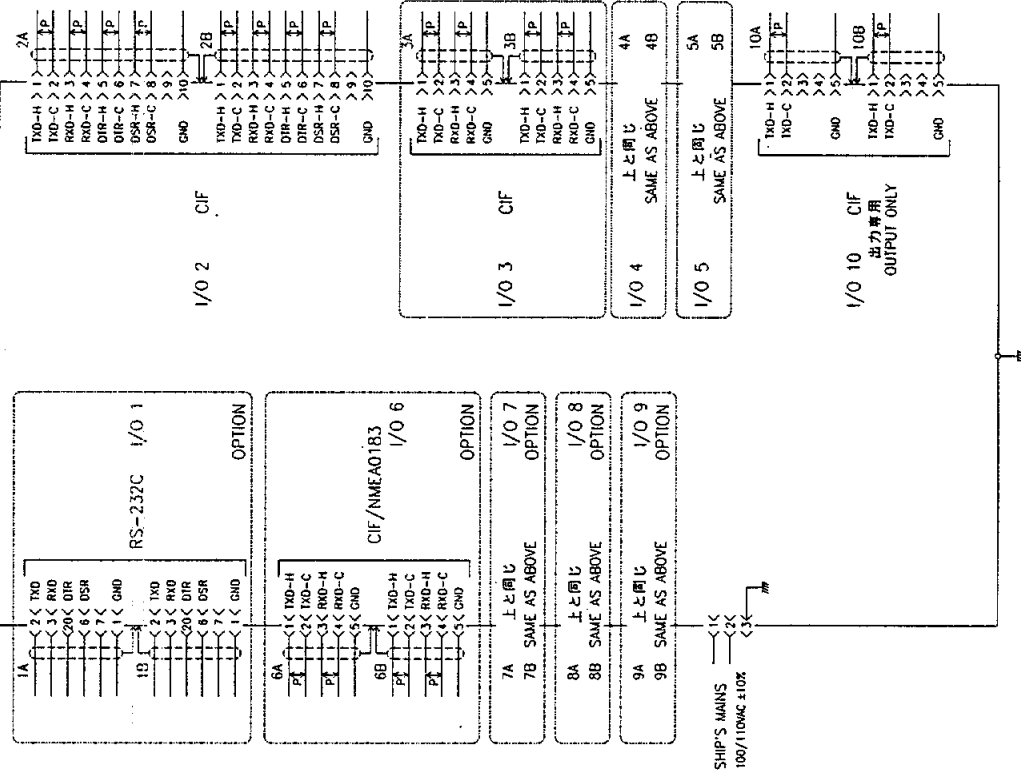 2A
TXD-H 1
TXD-C 2
RXD-H 3
RXD-C 4
DTR-H 5
DTR-C 6
DSR-H 7
DSR-C 8
9
GND 10
P
P
P
P
2B
TXD-H 1
TXD-C 2
RXD-H 3
RXD-C 4
DTR-H 5
DTR-C 6
DSR-H 7
DSR-C 8
9
GND 10
P
P
P
P
I/O 2 CIF
3A
TXD-H 1
TXD-C 2
RXD-H 3
RXD-C 4
GND 5
P
P
3B
TXD-H 1
TXD-C 2
RXD-H 3
RXD-C 4
GND 5
P
P
I/O 3 CIF
I/O 4
上と同じ 4A
SAME AS ABOVE 4B
I/O 5
上と同じ 5A
SAME AS ABOVE 5B
10A
TXD-H 1
TXD-C 2
3
4
GND 5
P
10B
TXD-H 1
TXD-C 2
3
4
GND 5
P
I/O 10 CIF
出力専用
OUTPUT ONLY
1A
2 TXD
3 RXD
20 DTR
6 DSR
7
1 GND
1B
2 TXD
3 RXD
20 DTR
6 DSR
7
1 GND
RS-232C I/O 1
OPTION
6A
1 TXD-H
2 TXD-C
3 RXD-H
4 RXD-C
5 GND
P
P
6B
1 TXD-H
2 TXD-C
3 RXD-H
4 RXD-C
5 GND
P
P
CIF/NMEA0183
I/O 6
OPTION
7A 上と同じ I/O 7
7B SAME AS ABOVE OPTION
8A 上と同じ I/O 8
8B SAME AS ABOVE OPTION
9A 上と同じ I/O 9
9B SAME AS ABOVE OPTION
SHIP'S MAINS
100/110VAC ±10%
1
2
3